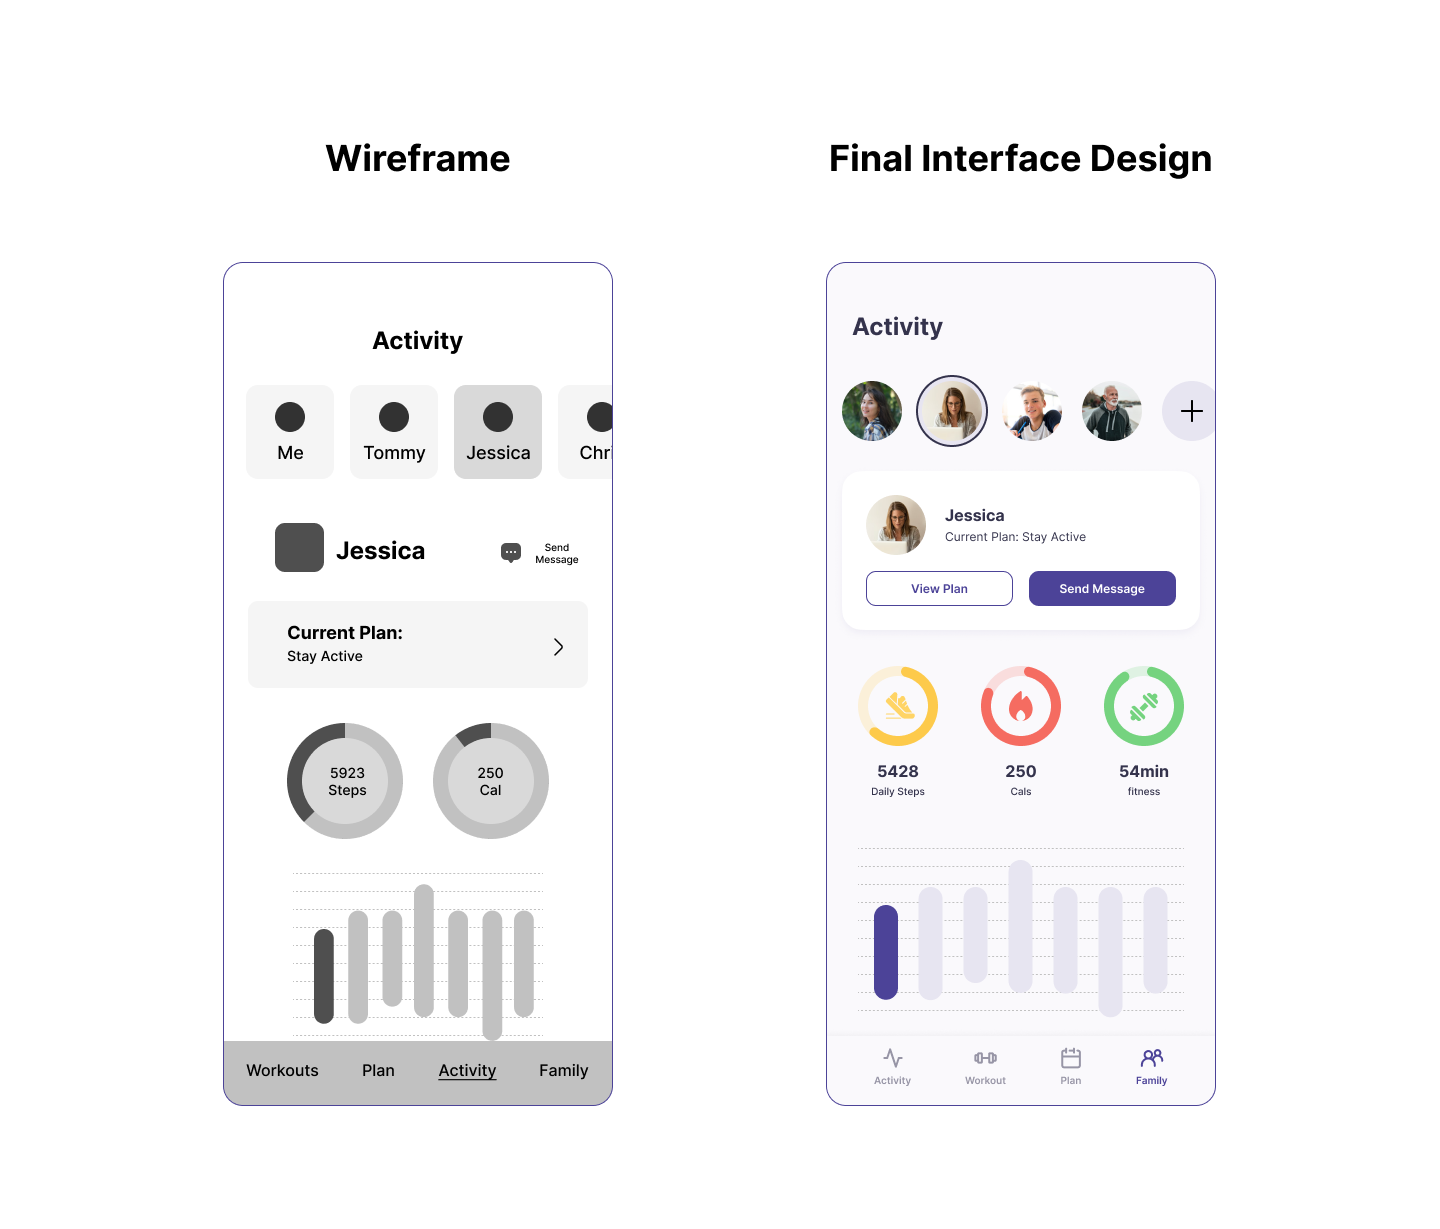 Wireframe
Activity
Me
Tommy
Jessica
Chri
Jessica
Send
Message
Current Plan:
Stay Active
5923
Steps
250
Cal
Workouts
Plan
Activity
Family
Final Interface Design
Activity
Jessica
Current Plan: Stay Active
View Plan
Send Message
5428
Daily Steps
250
Cals
54min
fitness
Activity
Workout
Plan
Family